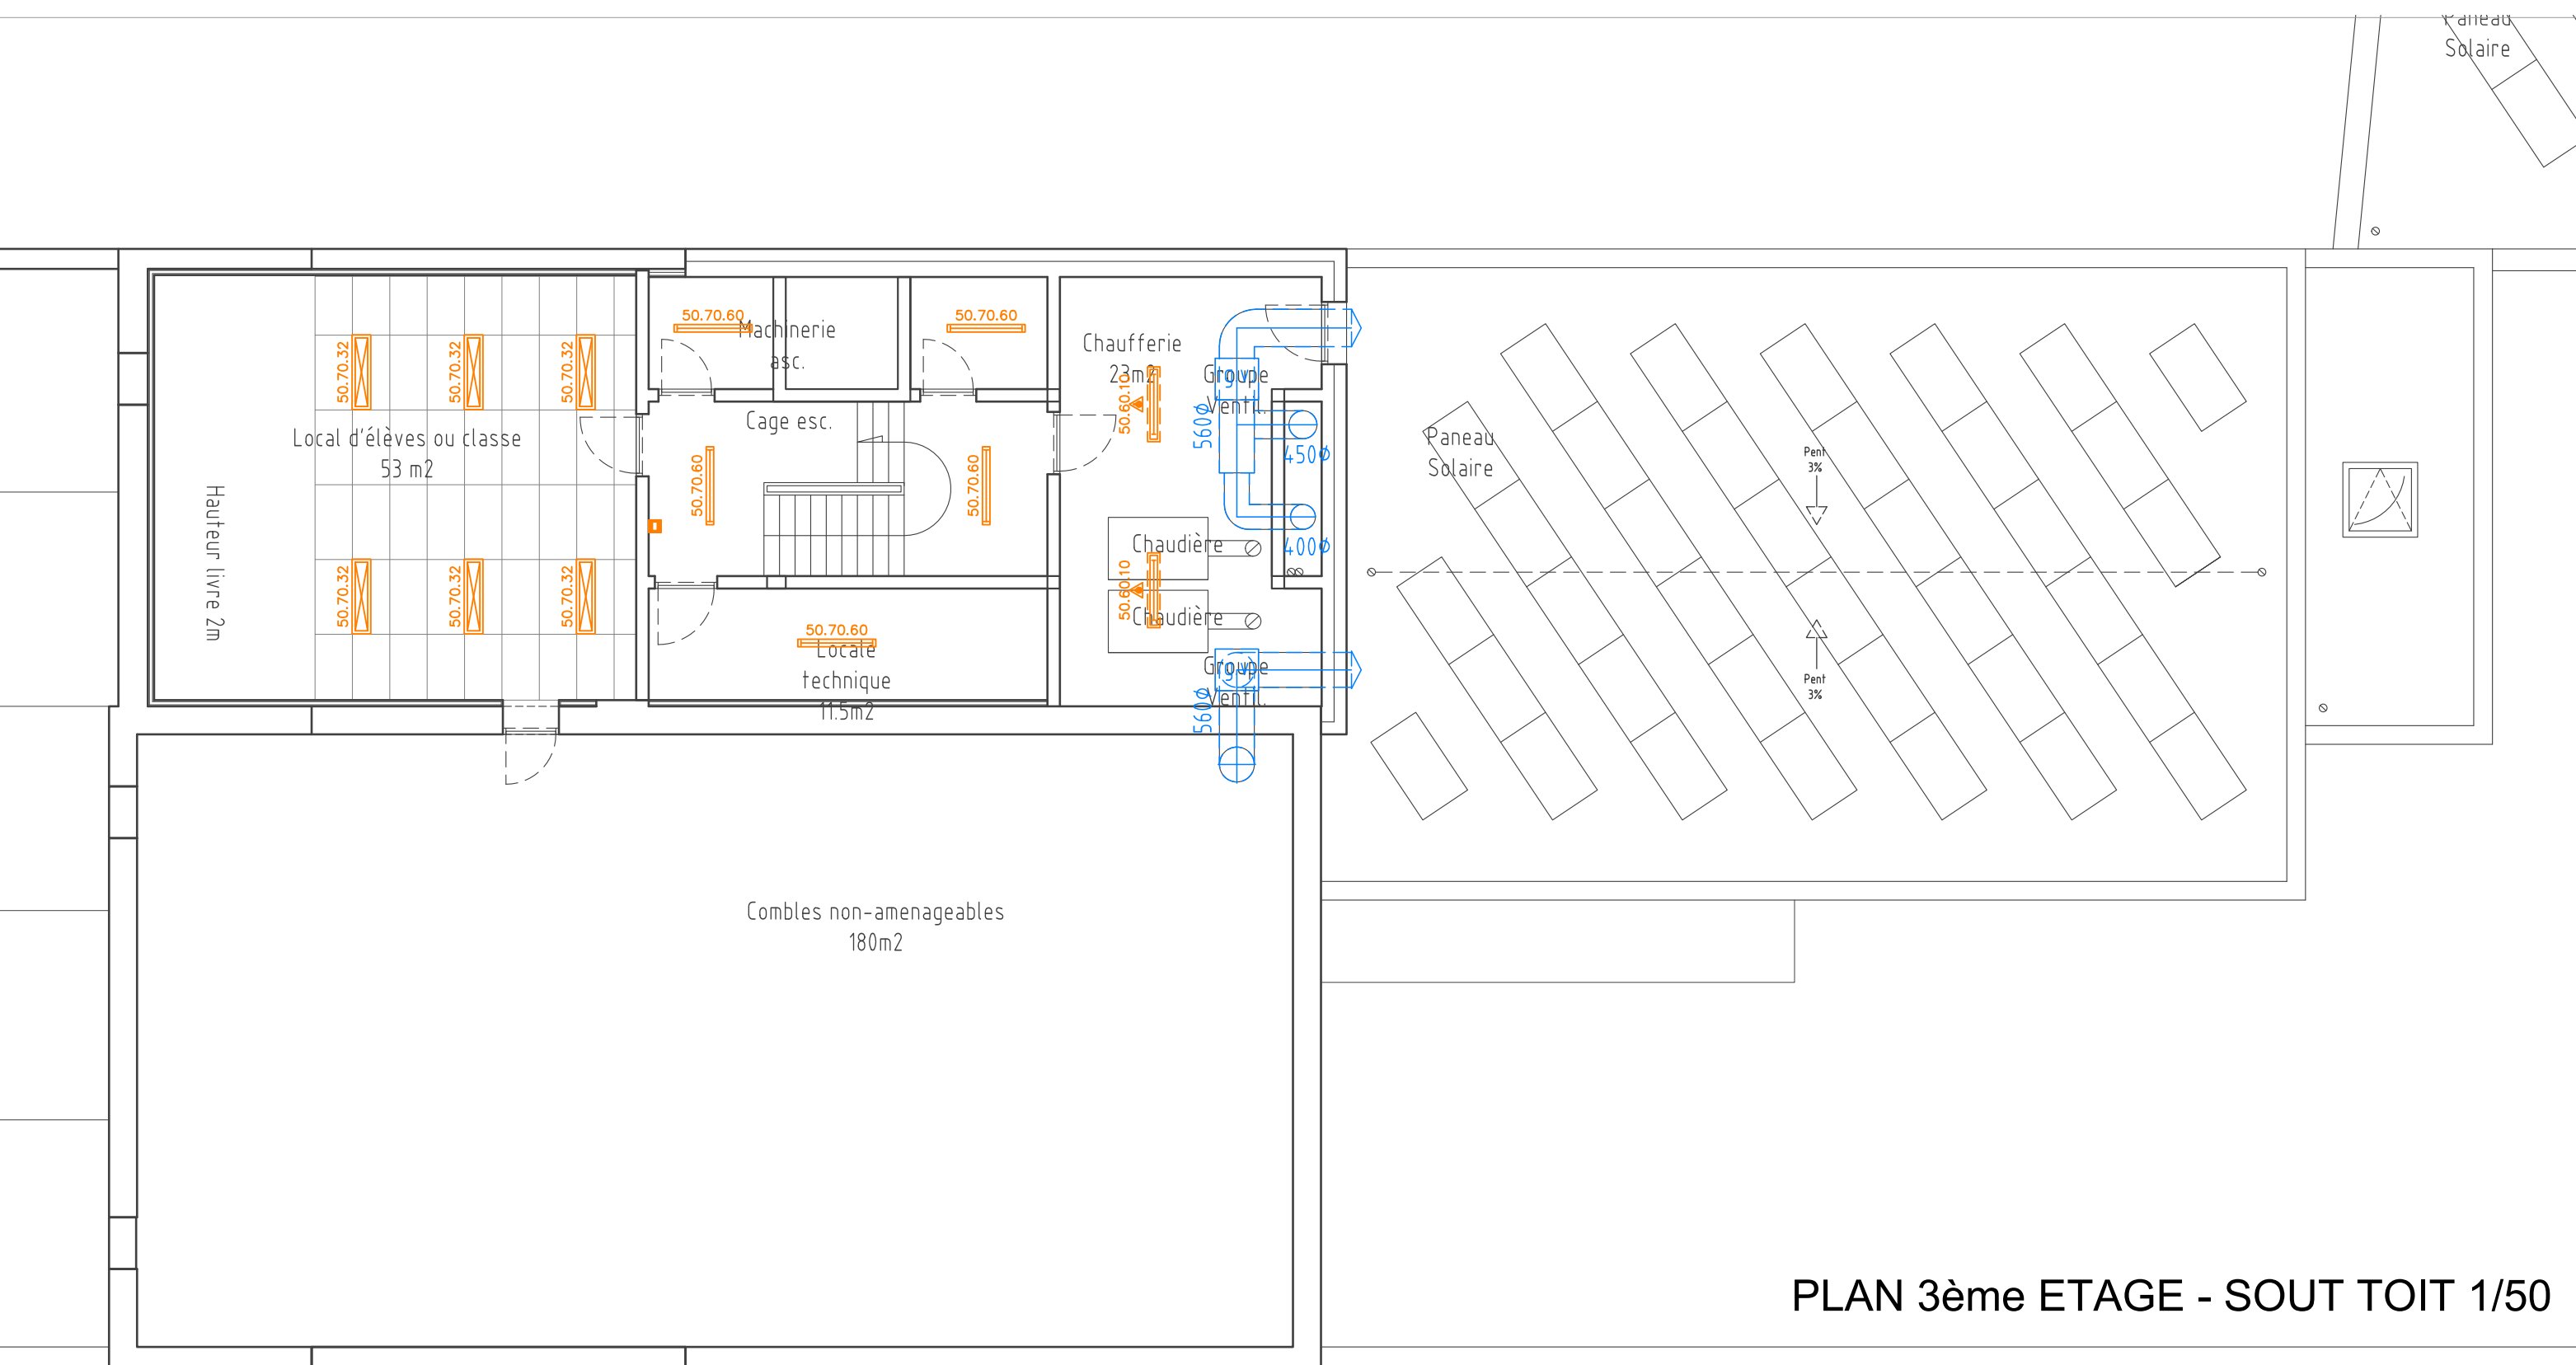 Paneau
Solaire
50.70.60
Machinerie
asc.
50.70.60
Chaufferie
23m2
50.60.10
Groupe
Ventil.
560Ø
450Ø
400Ø
50.70.32
50.70.32
50.70.32
Local d'élèves ou classe
53 m2
Hauteur livre 2m
Cage esc.
50.70.60
50.70.60
Paneau
Solaire
Pent
3%
Chaudière
50.60.10
Chaudière
50.70.32
50.70.32
50.70.32
50.70.60
Locale
technique
11.5m2
Groupe
Ventil.
560Ø
Pent
3%
Combles non-amenageables
180m2
PLAN 3ème ETAGE - SOUT TOIT 1/50